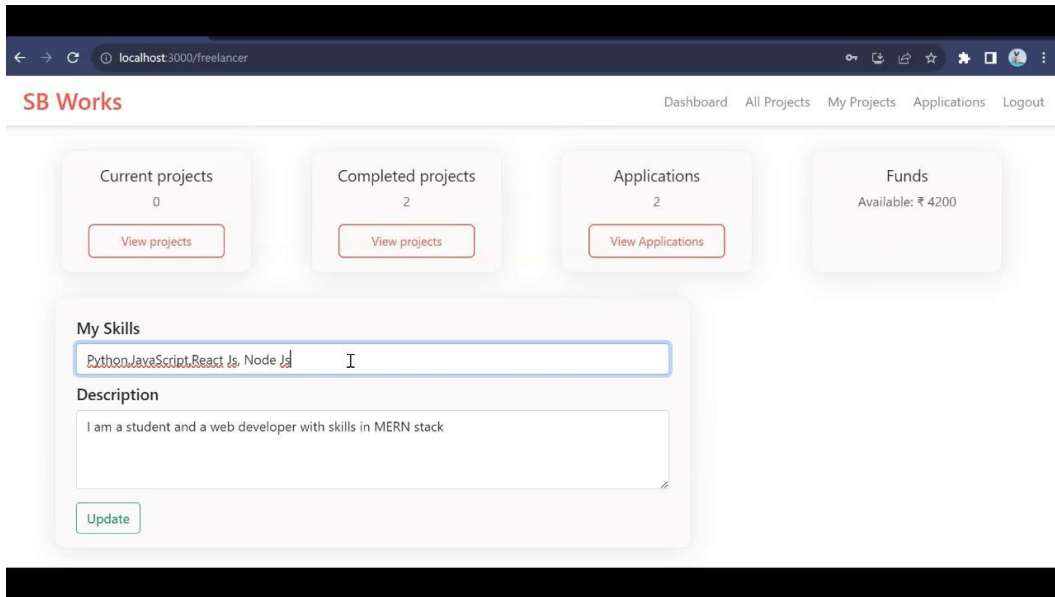 localhost:3000/freelancer
SB Works
Dashboard All Projects My Projects Applications Logout
Current projects
0
View projects
Completed projects
2
View projects
Applications
2
View Applications
Funds
Available: ₹ 4200
My Skills
Python,JavaScript,React Js, Node Js
Description
I am a student and a web developer with skills in MERN stack
Update